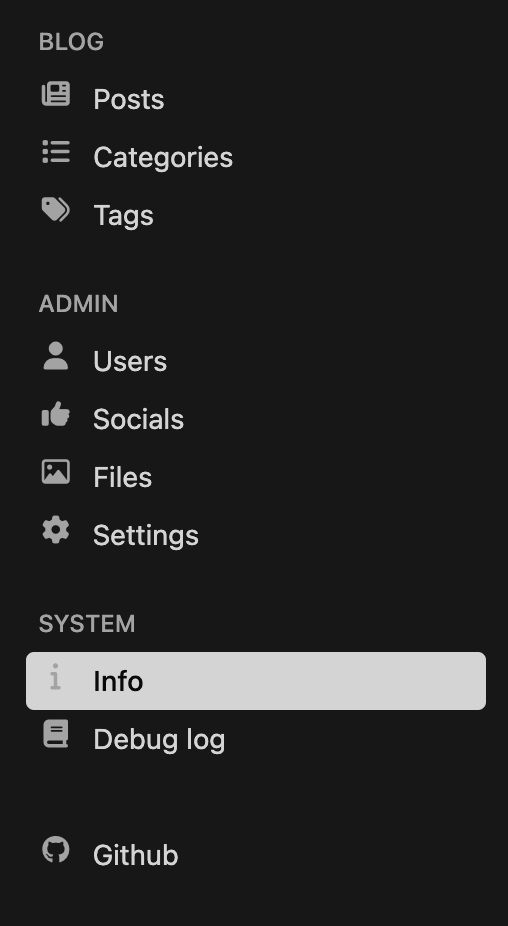 BLOG
Posts
Categories
Tags
ADMIN
Users
Socials
Files
Settings
SYSTEM
Info
Debug log
Github